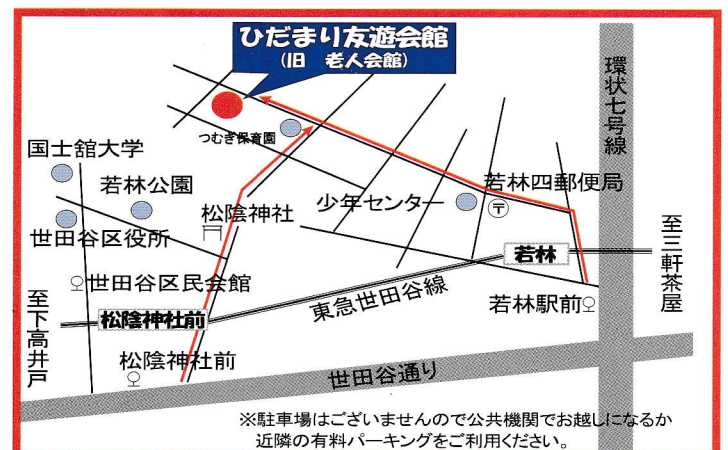 ひだまり友遊会館
(旧　老人会館)
環状七号線
つむぎ保育園
国士舘大学
若林公園
松陰神社
少年センター
若林四郵便局
〒
世田谷区役所
世田谷区民会館
若林
至三軒茶屋
東急世田谷線
若林駅前
至下高井戸
松陰神社前
松陰神社前
世田谷通り
※駐車場はございませんので公共機関でお越しになるか
近隣の有料パーキングをご利用ください。